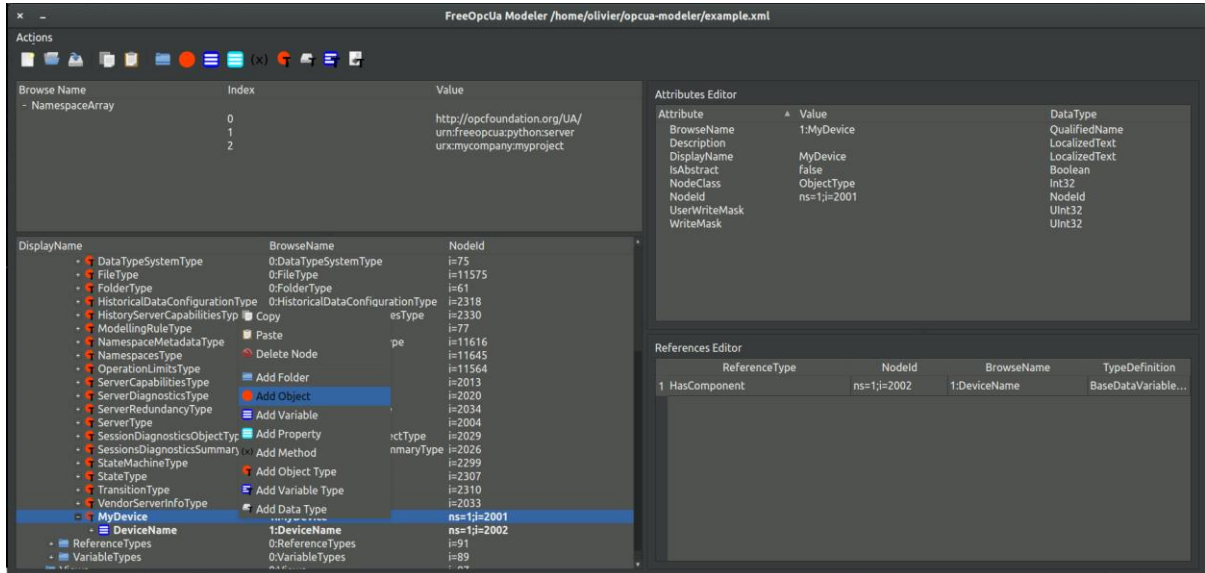 FreeOpcUa Modeler /home/olivier/opcua-modeler/example.xml
Actions
Browse Name Index Value
NamespaceArray
0 http://opcfoundation.org/UA/
1 urn:freeopcua:python:server
2 urx:mycompany:myproject
DisplayName BrowseName NodeId
DataTypeSystemType 0:DataTypeSystemType i=75
FileType 0:FileType i=11575
FolderType 0:FolderType i=61
HistoricalDataConfigurationType 0:HistoricalDataConfigurationType i=2318
HistoryServerCapabilitiesTyp esType i=2330
ModellingRuleType i=77
NamespaceMetadataType pe i=11616
NamespacesType i=11645
OperationLimitsType i=11564
ServerCapabilitiesType i=2013
ServerDiagnosticsType i=2020
ServerRedundancyType i=2034
ServerType i=2004
SessionDiagnosticsObjectTyp ectType i=2029
SessionsDiagnosticsSummary mmaryType i=2026
StateMachineType i=2299
StateType i=2307
TransitionType i=2310
VendorServerInfoType i=2033
MyDevice ns=1;i=2001
DeviceName 1:DeviceName ns=1;i=2002
ReferenceTypes 0:ReferenceTypes i=91
VariableTypes 0:VariableTypes i=89
Copy
Paste
Delete Node
Add Folder
Add Object
Add Variable
Add Property
(x) Add Method
Add Object Type
Add Variable Type
Add Data Type
Attributes Editor
Attribute Value DataType
BrowseName 1:MyDevice QualifiedName
Description LocalizedText
DisplayName MyDevice LocalizedText
IsAbstract false Boolean
NodeClass ObjectType Int32
NodeId ns=1;i=2001 NodeId
UserWriteMask UInt32
WriteMask UInt32
References Editor
ReferenceType NodeId BrowseName TypeDefinition
1 HasComponent ns=1;i=2002 1:DeviceName BaseDataVariable...